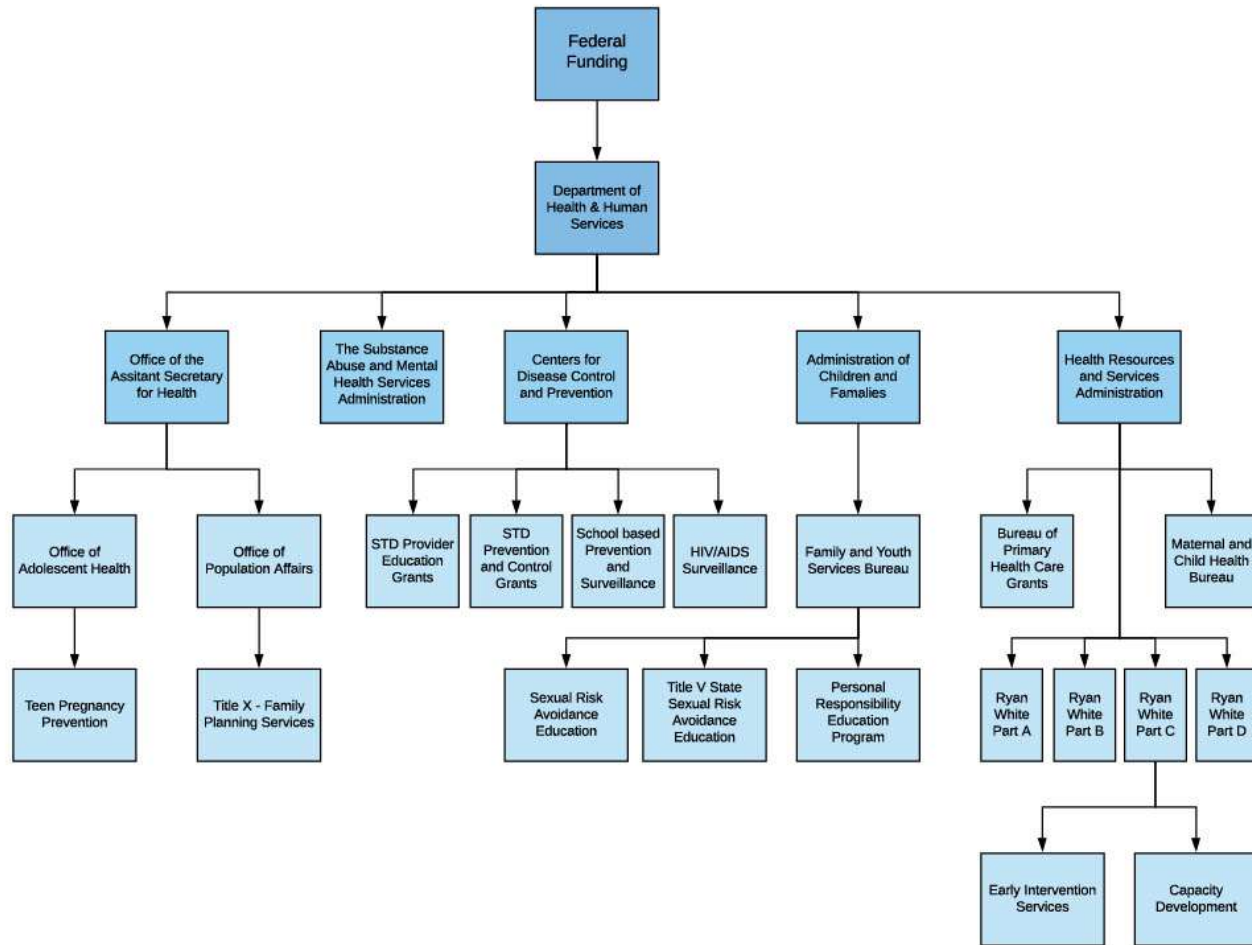 Federal
Funding
Department of
Health & Human
Services
Office of the
Assitant Secretary
for Health
The Substance
Abuse and Mental
Health Services
Administration
Centers for
Disease Control
and Prevention
Administration of
Children and
Famalies
Health Resources
and Services
Administration
Office of
Adolescent Health
Office of
Population Affairs
STD Provider
Education
Grants
STD
Prevention
and Control
Grants
School based
Prevention
and
Surveillance
HIV/AIDS
Surveillance
Family and Youth
Services Bureau
Bureau of
Primary
Health Care
Grants
Maternal and
Child Health
Bureau
Teen Pregnancy
Prevention
Title X - Family
Planning Services
Sexual Risk
Avoidance
Education
Title V State
Sexual Risk
Avoidance
Education
Personal
Responsibility
Education
Program
Ryan
White
Part A
Ryan
White
Part B
Ryan
White
Part C
Ryan
White
Part D
Early Intervention
Services
Capacity
Development